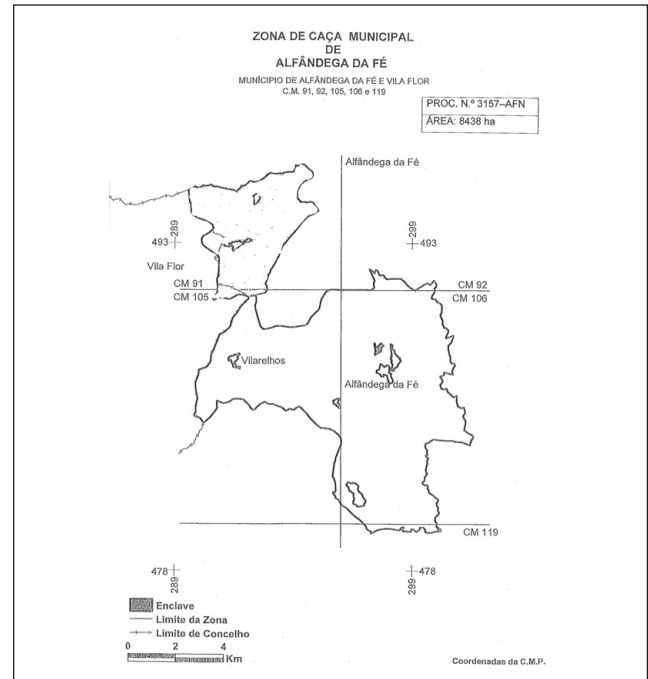 ZONA DE CAÇA MUNICIPAL
DE
ALFÂNDEGA DA FÉ
MUNÍCIPIO DE ALFÂNDEGA DA FÉ E VILA FLOR
C.M. 91, 92, 105, 106 e 119
PROC. N.º 3157–AFN
ÁREA: 8438 ha
Alfândega da Fé
289
493
299
493
Vila Flor
CM 91
CM 92
CM 105
CM 106
Vilarelhos
Alfândega da Fé
CM 119
478
289
478
299
Enclave
Limite da Zona
Limite de Concelho
0 2 4
Km
Coordenadas da C.M.P.